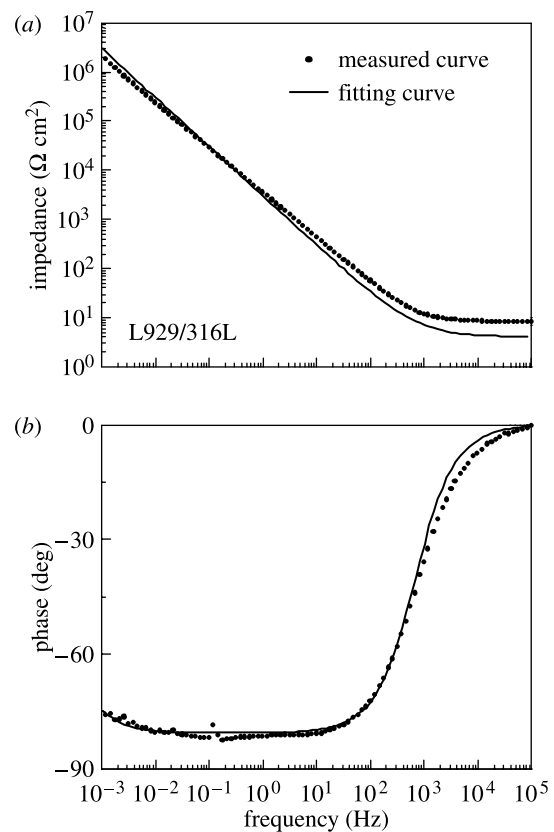 (a)
10^7
10^6
10^5
10^4
10^3
10^2
10^1
10^0
impedance (Ω cm^2)
measured curve
fitting curve
L929/316L
(b)
0
−30
−60
−90
phase (deg)
10^−3 10^−2 10^−1 10^0 10^1 10^2 10^3 10^4 10^5
frequency (Hz)